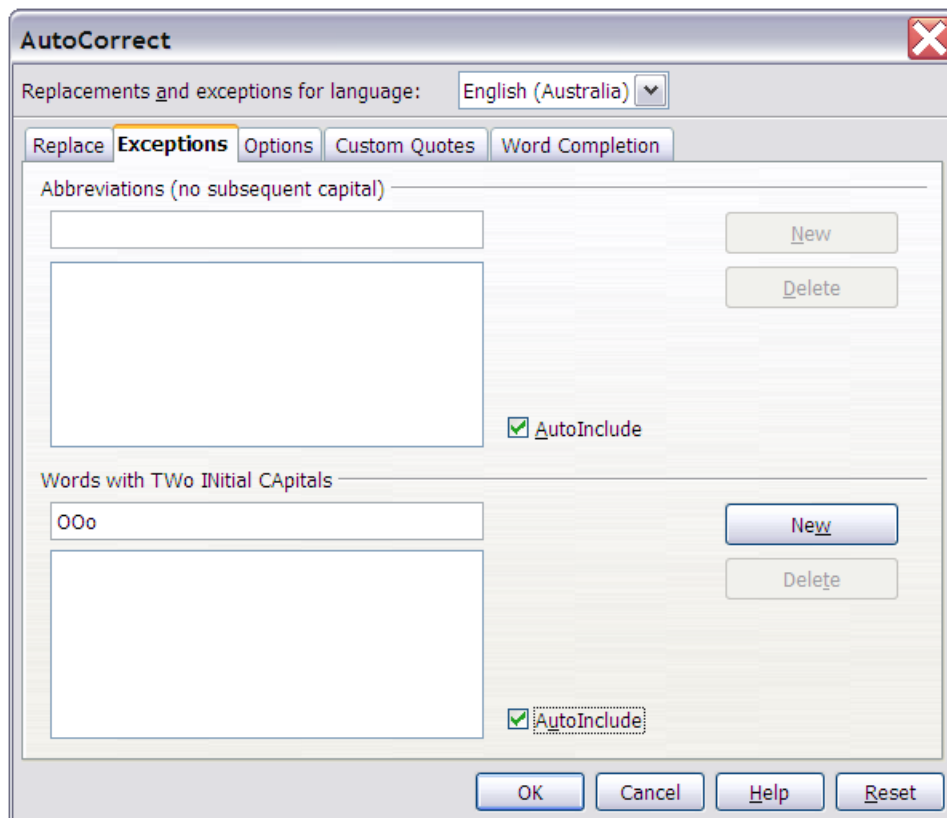 AutoCorrect
Replacements and exceptions for language: English (Australia)
Replace Exceptions Options Custom Quotes Word Completion
Abbreviations (no subsequent capital)
New
Delete
AutoInclude
Words with TWo INitial CApitals
OOo New
Delete
AutoInclude
OK Cancel Help Reset